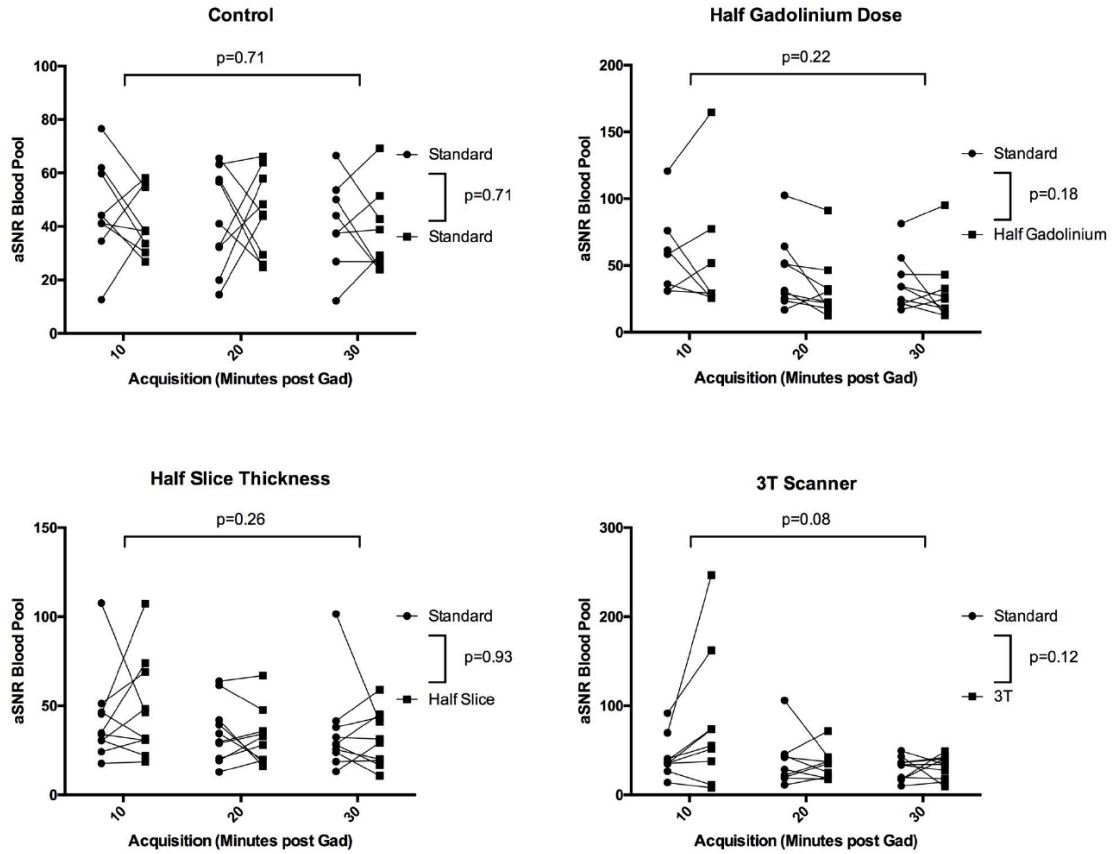 Control
p=0.71
100
80
60
40
20
0
aSNR Blood Pool
Standard
p=0.71
Standard
10
20
30
Acquisition (Minutes post Gad)
Half Gadolinium Dose
p=0.22
200
150
100
50
0
aSNR Blood Pool
Standard
p=0.18
Half Gadolinium
10
20
30
Acquisition (Minutes post Gad)
Half Slice Thickness
p=0.26
150
100
50
0
aSNR Blood Pool
Standard
p=0.93
Half Slice
10
20
30
Acquisition (Minutes post Gad)
3T Scanner
p=0.08
300
200
100
0
aSNR Blood Pool
Standard
p=0.12
3T
10
20
30
Acquisition (Minutes post Gad)